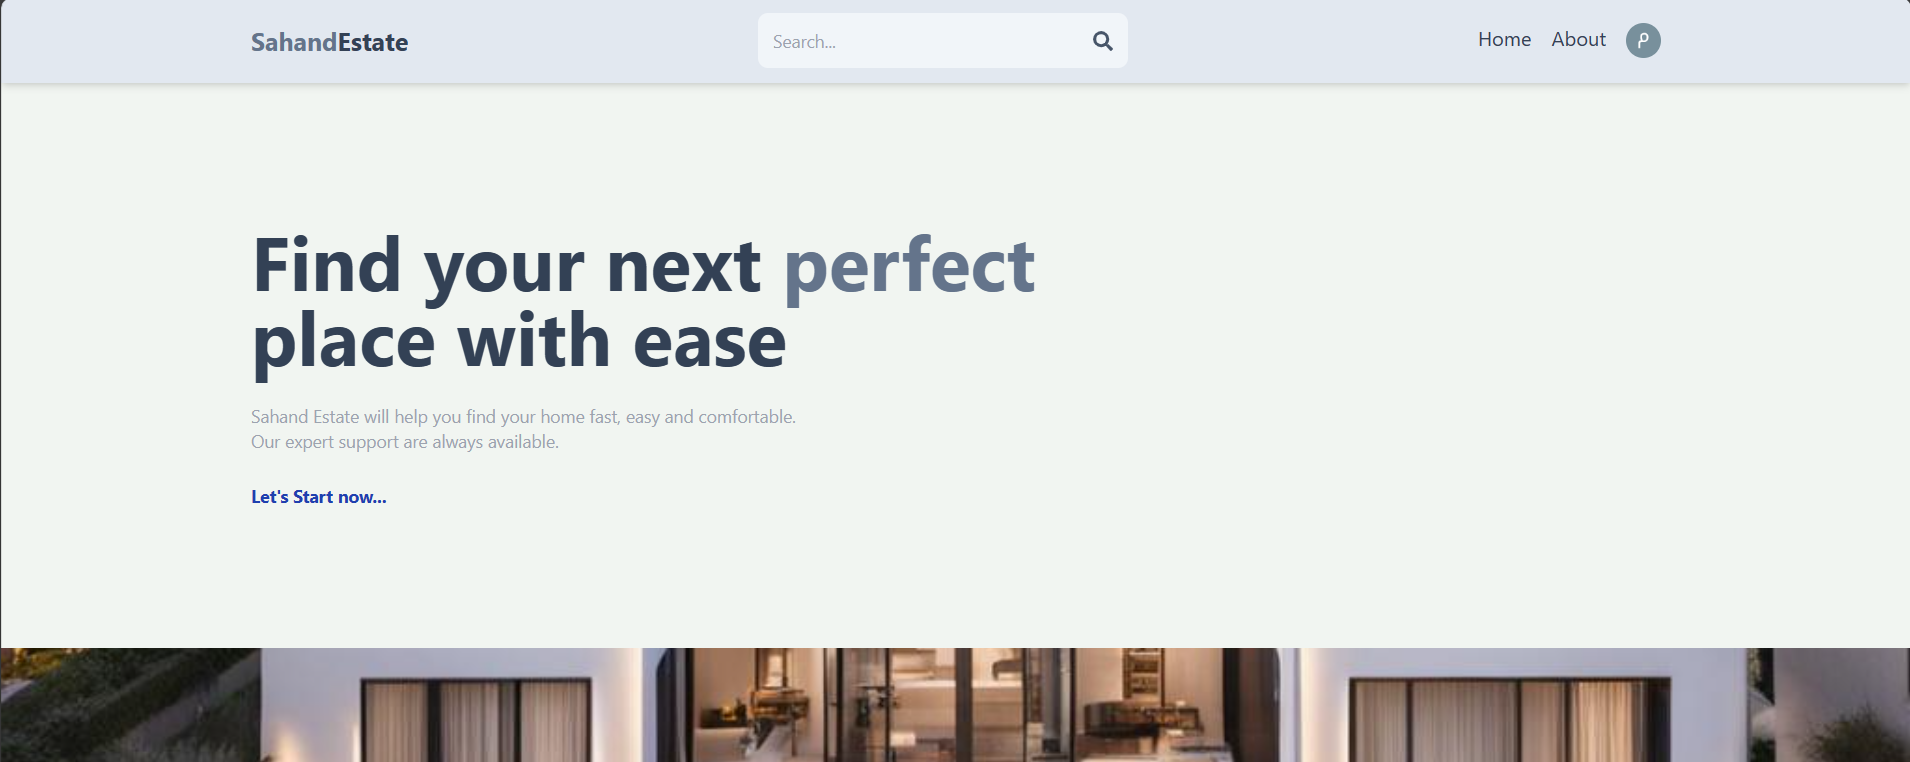 SahandEstate
Search...
Home About
Find your next perfect
place with ease
Sahand Estate will help you find your home fast, easy and comfortable.
Our expert support are always available.
Let's Start now...